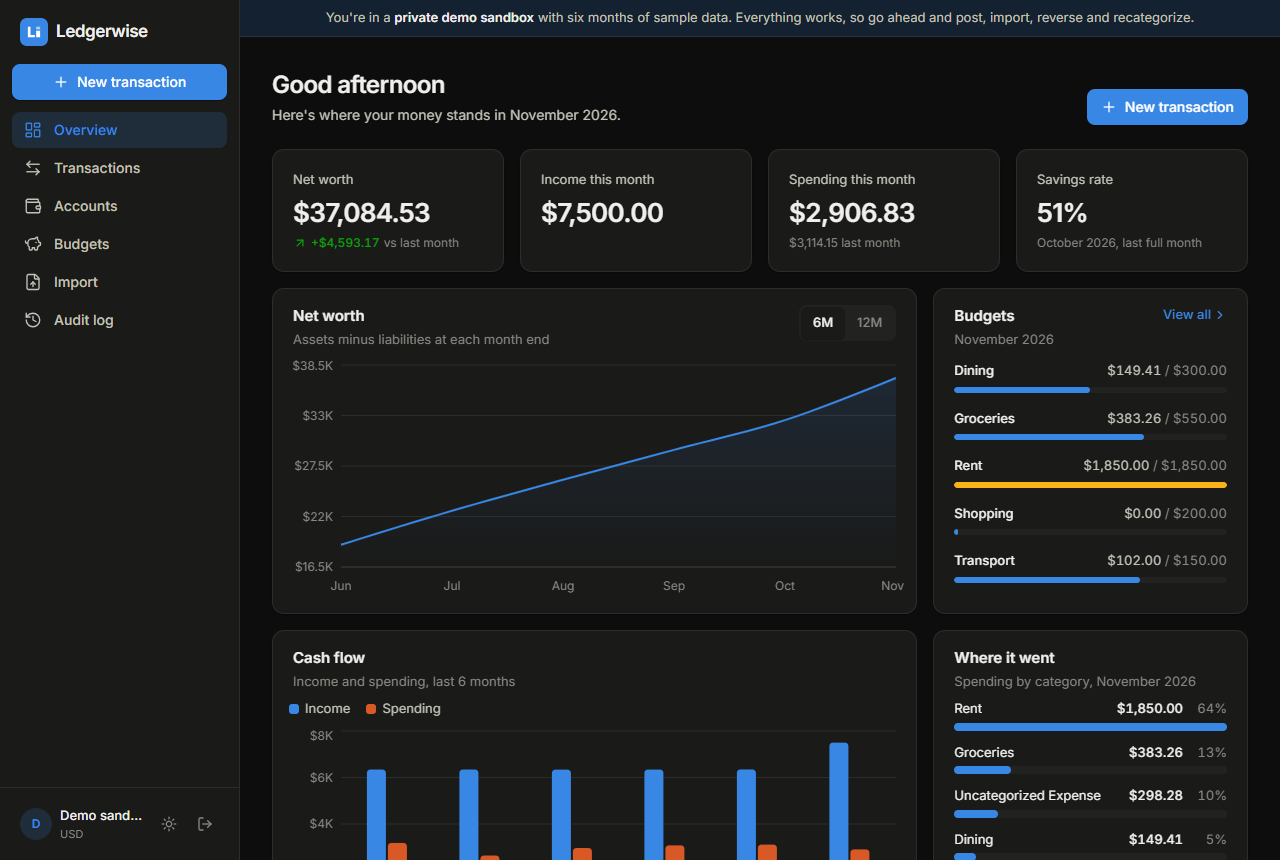 Li Ledgerwise
You're in a private demo sandbox with six months of sample data. Everything works, so go ahead and post, import, reverse and recategorize.
New transaction
Overview
Transactions
Accounts
Budgets
Import
Audit log
D
Demo sand...
USD
Good afternoon
Here's where your money stands in November 2026.
New transaction
Net worth
$37,084.53
+$4,593.17 vs last month
Income this month
$7,500.00
Spending this month
$2,906.83
$3,114.15 last month
Savings rate
51%
October 2026, last full month
Net worth
Assets minus liabilities at each month end
6M 12M
$38.5K
$33K
$27.5K
$22K
$16.5K
Jun Jul Aug Sep Oct Nov
Budgets
View all
November 2026
Dining $149.41 / $300.00
Groceries $383.26 / $550.00
Rent $1,850.00 / $1,850.00
Shopping $0.00 / $200.00
Transport $102.00 / $150.00
Cash flow
Income and spending, last 6 months
Income Spending
$8K
$6K
$4K
Where it went
Spending by category, November 2026
Rent $1,850.00 64%
Groceries $383.26 13%
Uncategorized Expense $298.28 10%
Dining $149.41 5%